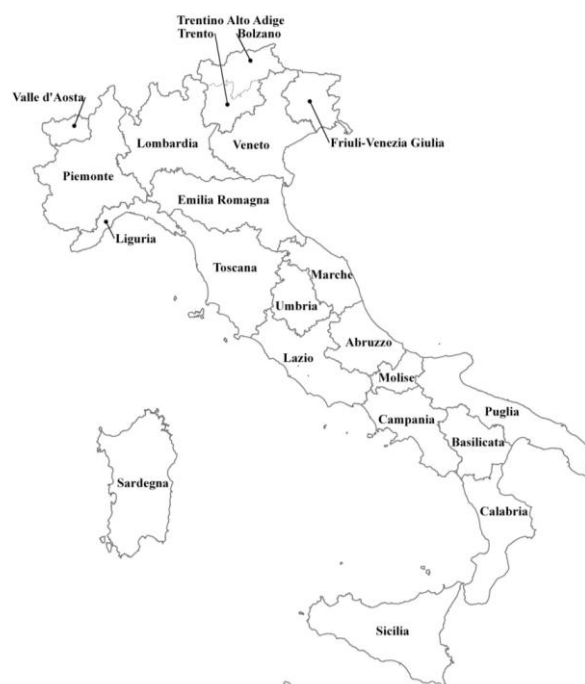 Trentino Alto Adige
Trento Bolzano
Valle d'Aosta
Lombardia
Veneto
Friuli-Venezia Giulia
Piemonte
Emilia Romagna
Liguria
Toscana
Marche
Umbria
Abruzzo
Lazio
Molise
Campania
Puglia
Basilicata
Sardegna
Calabria
Sicilia